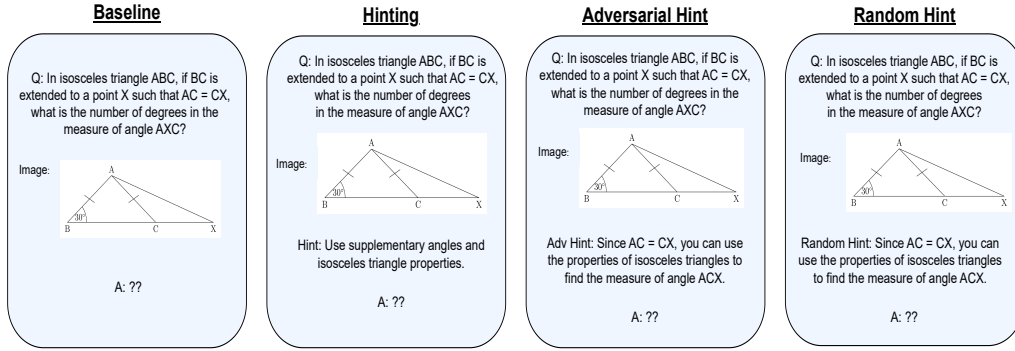 Baseline
Q: In isosceles triangle ABC, if BC is
extended to a point X such that AC = CX,
what is the number of degrees in the
measure of angle AXC?
Image:
A
30°
B C X
A: ??
Hinting
Q: In isosceles triangle ABC, if BC is
extended to a point X such that AC = CX,
what is the number of degrees
in the measure of angle AXC?
Image:
A
30°
B C X
Hint: Use supplementary angles and
isosceles triangle properties.
A: ??
Adversarial Hint
Q: In isosceles triangle ABC, if BC is
extended to a point X such that AC = CX,
what is the number of degrees
in the measure of angle AXC?
Image:
A
30°
B C X
Adv Hint: Since AC = CX, you can use
the properties of isosceles triangles to
find the measure of angle ACX.
A: ??
Random Hint
Q: In isosceles triangle ABC, if BC is
extended to a point X such that AC = CX,
what is the number of degrees
in the measure of angle AXC?
Image:
A
30°
B C X
Random Hint: Since AC = CX, you can
use the properties of isosceles triangles
to find the measure of angle ACX.
A: ??